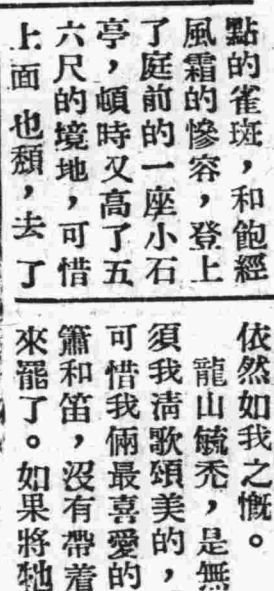 點的雀斑，和飽經
風霜的慘容，登上
了庭前的一座小石
亭，頓時又高了五
六尺的境地，可惜
上面也頹，去了
依然如我之慨。
龍山毓禿，是無
須我清歌頌美的，
可惜我倆最喜愛的
簫和笛，沒有帶着
來罷了。如果將牠